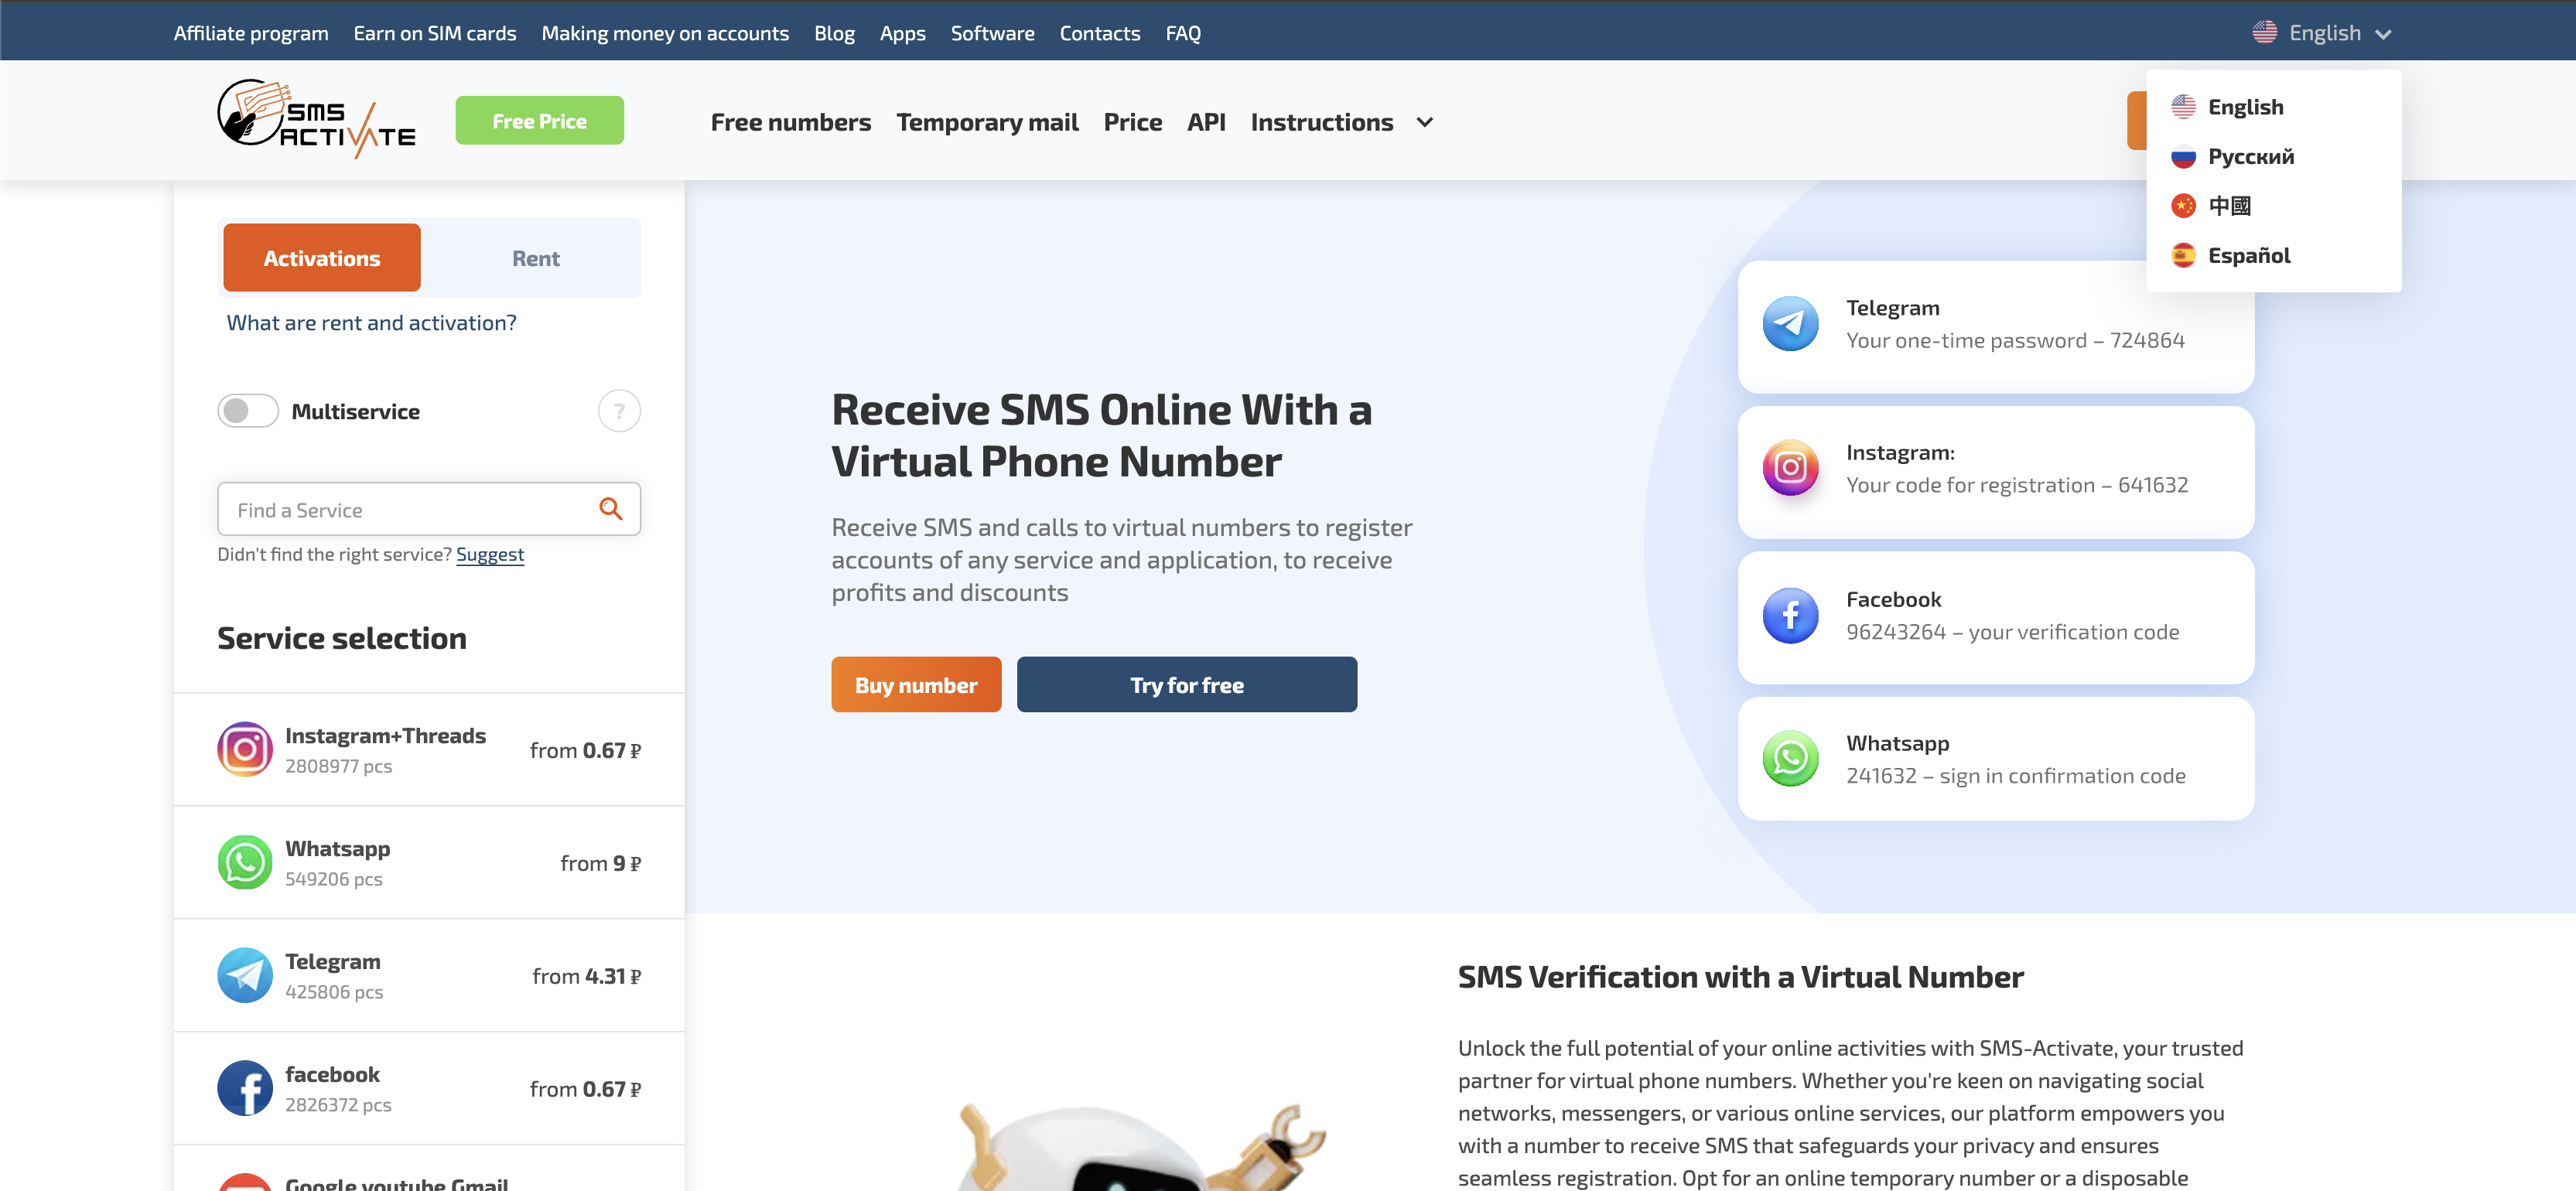 Affiliate program Earn on SIM cards Making money on accounts Blog Apps Software Contacts FAQ English
SMS
ACTIVATE
Free Price
Free numbers Temporary mail Price API Instructions
English
Русский
中國
Español
Activations Rent
What are rent and activation?
Multiservice ?
Find a Service
Didn't find the right service? Suggest
Service selection
Instagram+Threads
2808977 pcs
from 0.67 ₽
Whatsapp
549206 pcs
from 9 ₽
Telegram
425806 pcs
from 4.31 ₽
facebook
2826372 pcs
from 0.67 ₽
Google youtube Gmail
Receive SMS Online With a
Virtual Phone Number
Receive SMS and calls to virtual numbers to register
accounts of any service and application, to receive
profits and discounts
Buy number Try for free
Telegram
Your one-time password – 724864
Instagram:
Your code for registration – 641632
Facebook
96243264 – your verification code
Whatsapp
241632 – sign in confirmation code
SMS Verification with a Virtual Number
Unlock the full potential of your online activities with SMS-Activate, your trusted
partner for virtual phone numbers. Whether you're keen on navigating social
networks, messengers, or various online services, our platform empowers you
with a number to receive SMS that safeguards your privacy and ensures
seamless registration. Opt for an online temporary number or a disposable